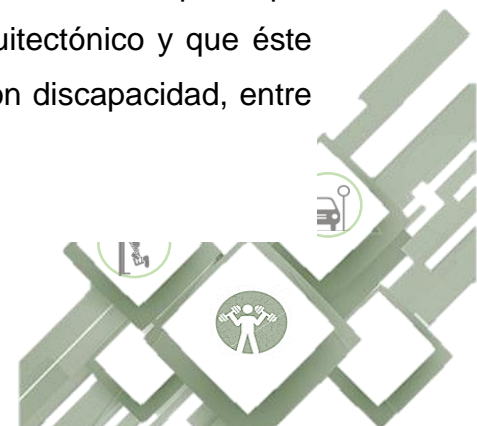 uitectónico y que éste
on discapacidad, entre